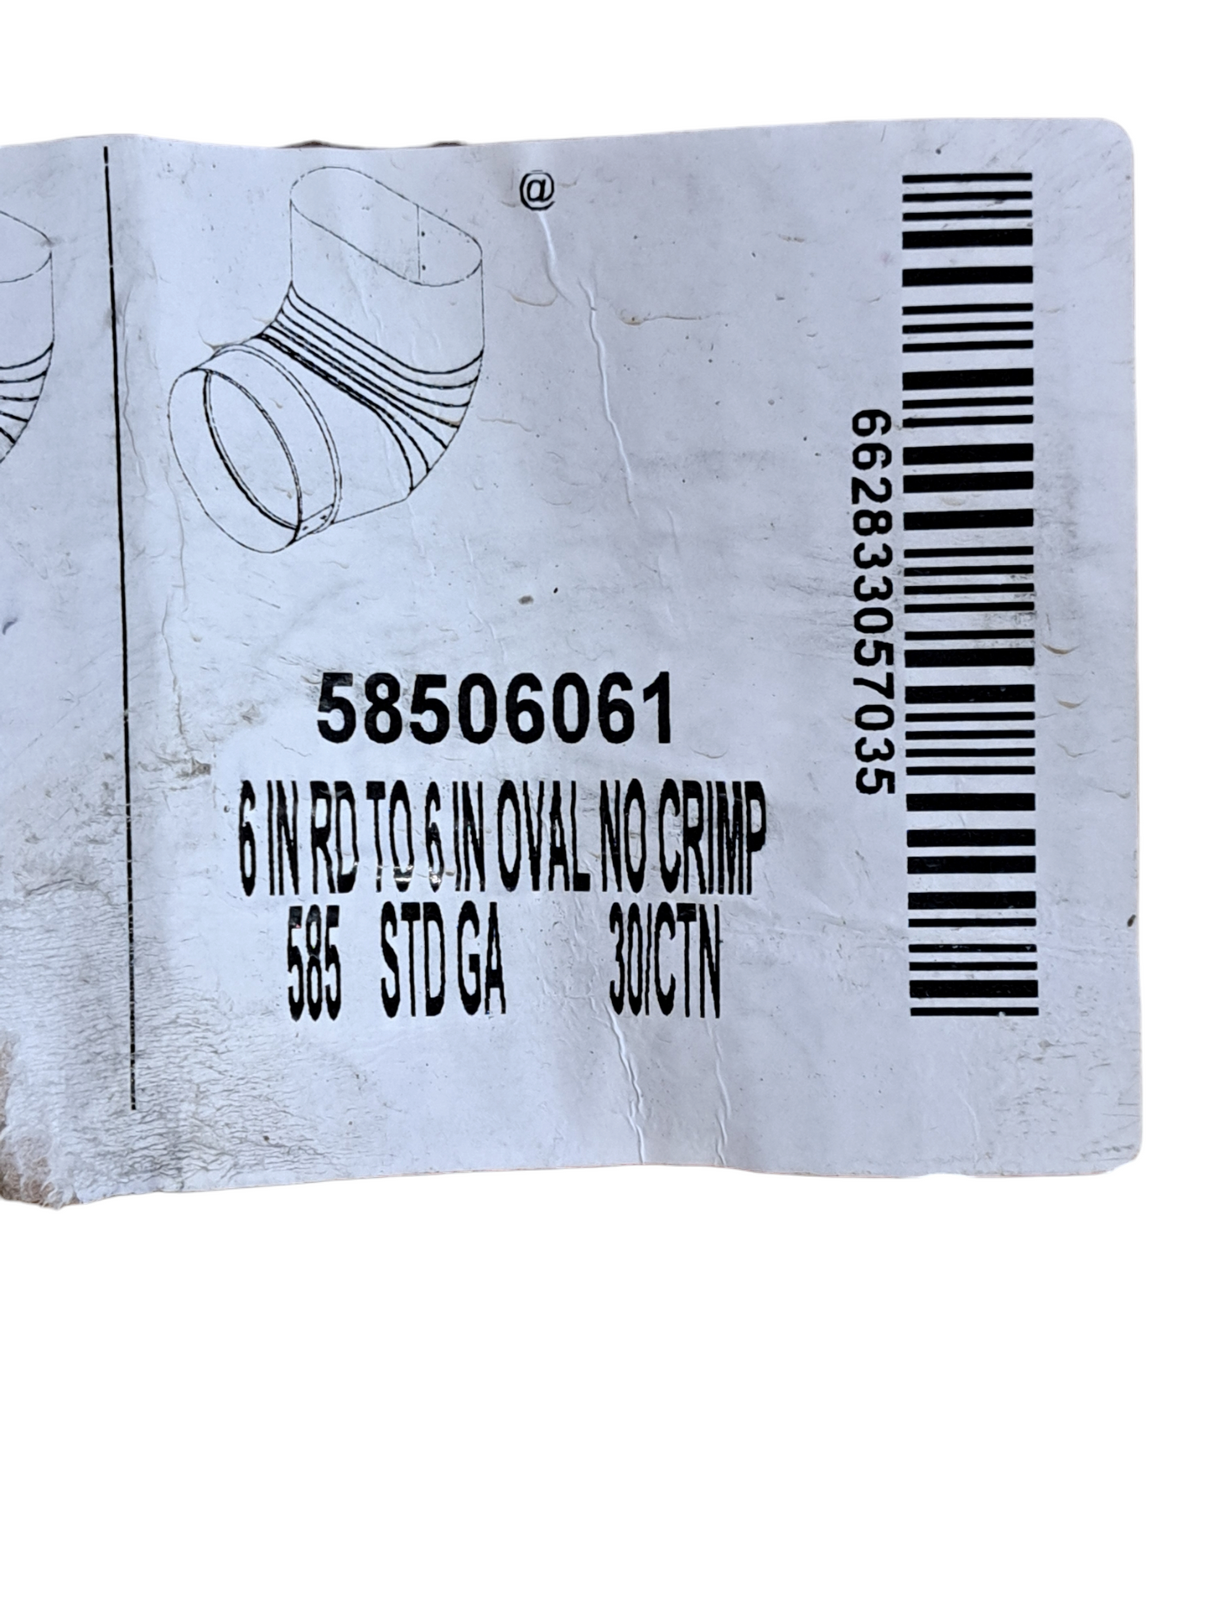 @
58506061
6 IN RD TO 6 IN OVAL NO CRIMP
585 STD GA 30/CTN
662833057035